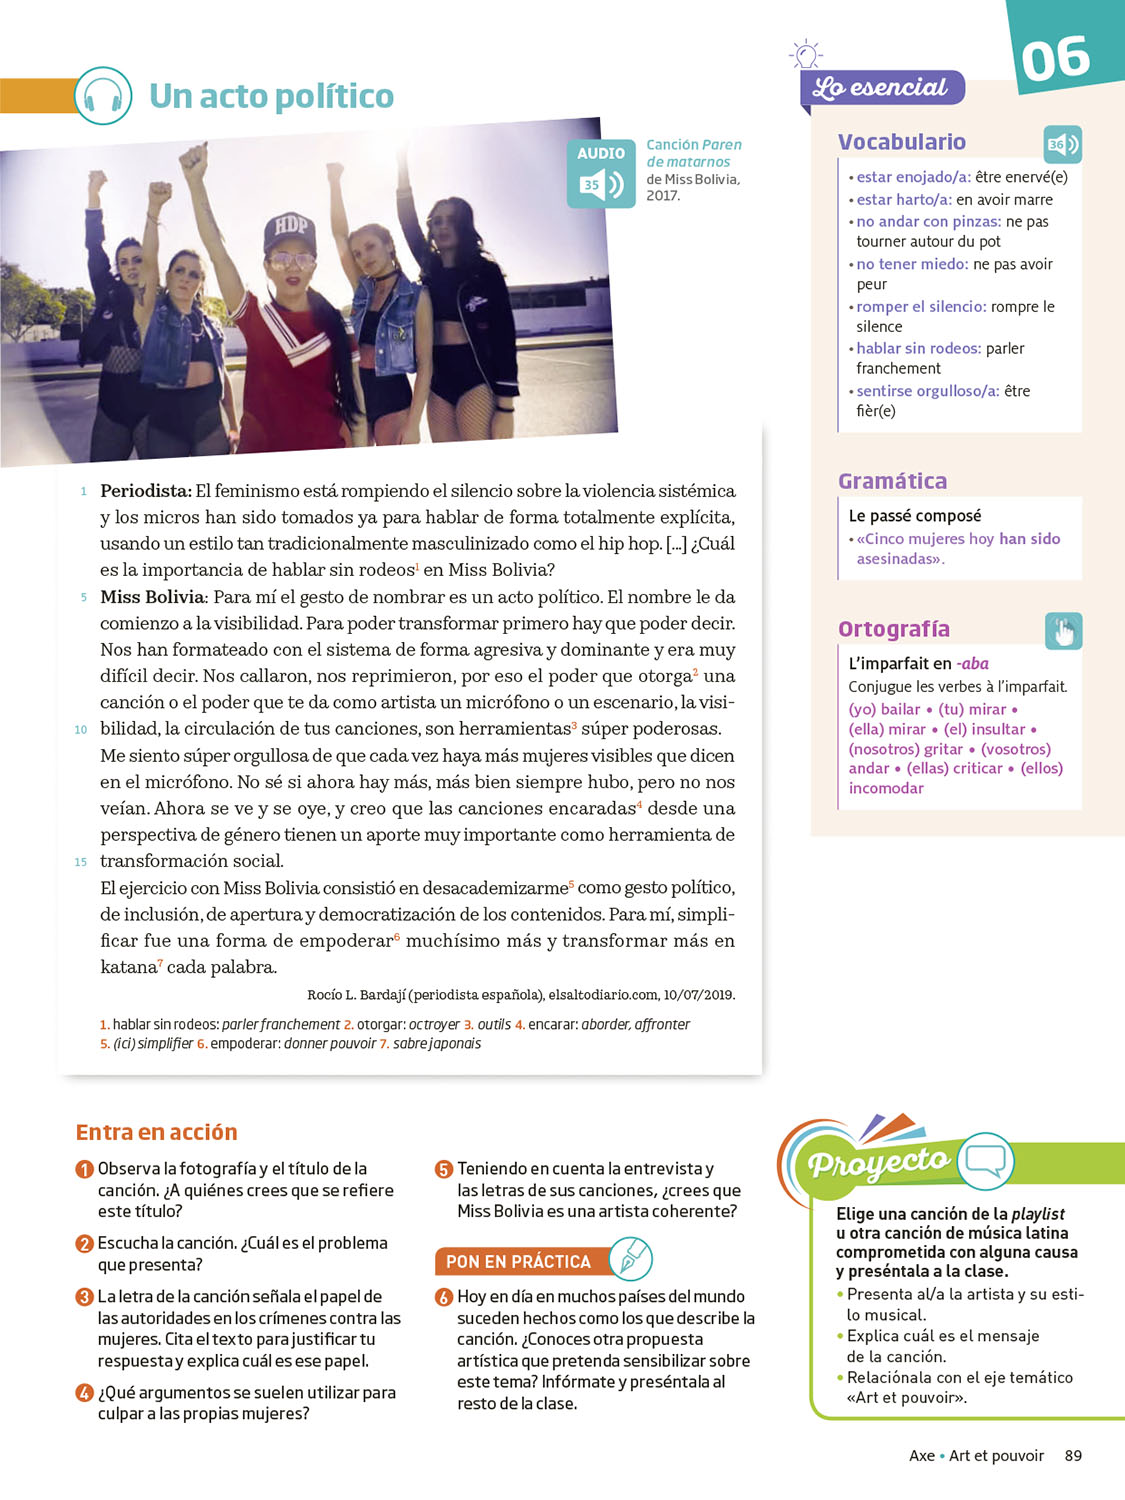 06
Un acto político
AUDIO
35
Canción Paren
de matarnos
de Miss Bolivia,
2017.
HDP
1 Periodista: El feminismo está rompiendo el silencio sobre la violencia sistémica
y los micros han sido tomados ya para hablar de forma totalmente explícita,
usando un estilo tan tradicionalmente masculinizado como el hip hop. [...] ¿Cuál
es la importancia de hablar sin rodeos1 en Miss Bolivia?
5 Miss Bolivia: Para mí el gesto de nombrar es un acto político. El nombre le da
comienzo a la visibilidad. Para poder transformar primero hay que poder decir.
Nos han formateado con el sistema de forma agresiva y dominante y era muy
difícil decir. Nos callaron, nos reprimieron, por eso el poder que otorga2 una
canción o el poder que te da como artista un micrófono o un escenario, la visi-
10 bilidad, la circulación de tus canciones, son herramientas3 súper poderosas.
Me siento súper orgullosa de que cada vez haya más mujeres visibles que dicen
en el micrófono. No sé si ahora hay más, más bien siempre hubo, pero no nos
veían. Ahora se ve y se oye, y creo que las canciones encaradas4 desde una
perspectiva de género tienen un aporte muy importante como herramienta de
15 transformación social.
El ejercicio con Miss Bolivia consistió en desacademizarme5 como gesto político,
de inclusión, de apertura y democratización de los contenidos. Para mí, simpli-
ficar fue una forma de empoderar6 muchísimo más y transformar más en
katana7 cada palabra.
Rocío L. Bardají (periodista española), elsaltodiario.com, 10/07/2019.
1. hablar sin rodeos: parler franchement 2. otorgar: octroyer 3. outils 4. encarar: aborder, affronter
5. (ici) simplifier 6. empoderar: donner pouvoir 7. sabre japonais
Lo esencial
Vocabulario
36
• estar enojado/a: être enervé(e)
• estar harto/a: en avoir marre
• no andar con pinzas: ne pas
tourner autour du pot
• no tener miedo: ne pas avoir
peur
• romper el silencio: rompre le
silence
• hablar sin rodeos: parler
franchement
• sentirse orgulloso/a: être
fièr(e)
Gramática
Le passé composé
• «Cinco mujeres hoy han sido
asesinadas».
Ortografía
L'imparfait en -aba
Conjugue les verbes à l'imparfait.
(yo) bailar • (tu) mirar •
(ella) mirar • (el) insultar •
(nosotros) gritar • (vosotros)
andar • (ellas) criticar • (ellos)
incomodar
Entra en acción
1 Observa la fotografía y el título de la
canción. ¿A quiénes crees que se refiere
este título?
2 Escucha la canción. ¿Cuál es el problema
que presenta?
3 La letra de la canción señala el papel de
las autoridades en los crímenes contra las
mujeres. Cita el texto para justificar tu
respuesta y explica cuál es ese papel.
4 ¿Qué argumentos se suelen utilizar para
culpar a las propias mujeres?
5 Teniendo en cuenta la entrevista y
las letras de sus canciones, ¿crees que
Miss Bolivia es una artista coherente?
PON EN PRÁCTICA
6 Hoy en día en muchos países del mundo
suceden hechos como los que describe la
canción. ¿Conoces otra propuesta
artística que pretenda sensibilizar sobre
este tema? Infórmate y preséntala al
resto de la clase.
Proyecto
Elige una canción de la playlist
u otra canción de música latina
comprometida con alguna causa
y preséntala a la clase.
• Presenta al/a la artista y su esti-
lo musical.
• Explica cuál es el mensaje
de la canción.
• Relaciónala con el eje temático
«Art et pouvoir».
Axe • Art et pouvoir 89